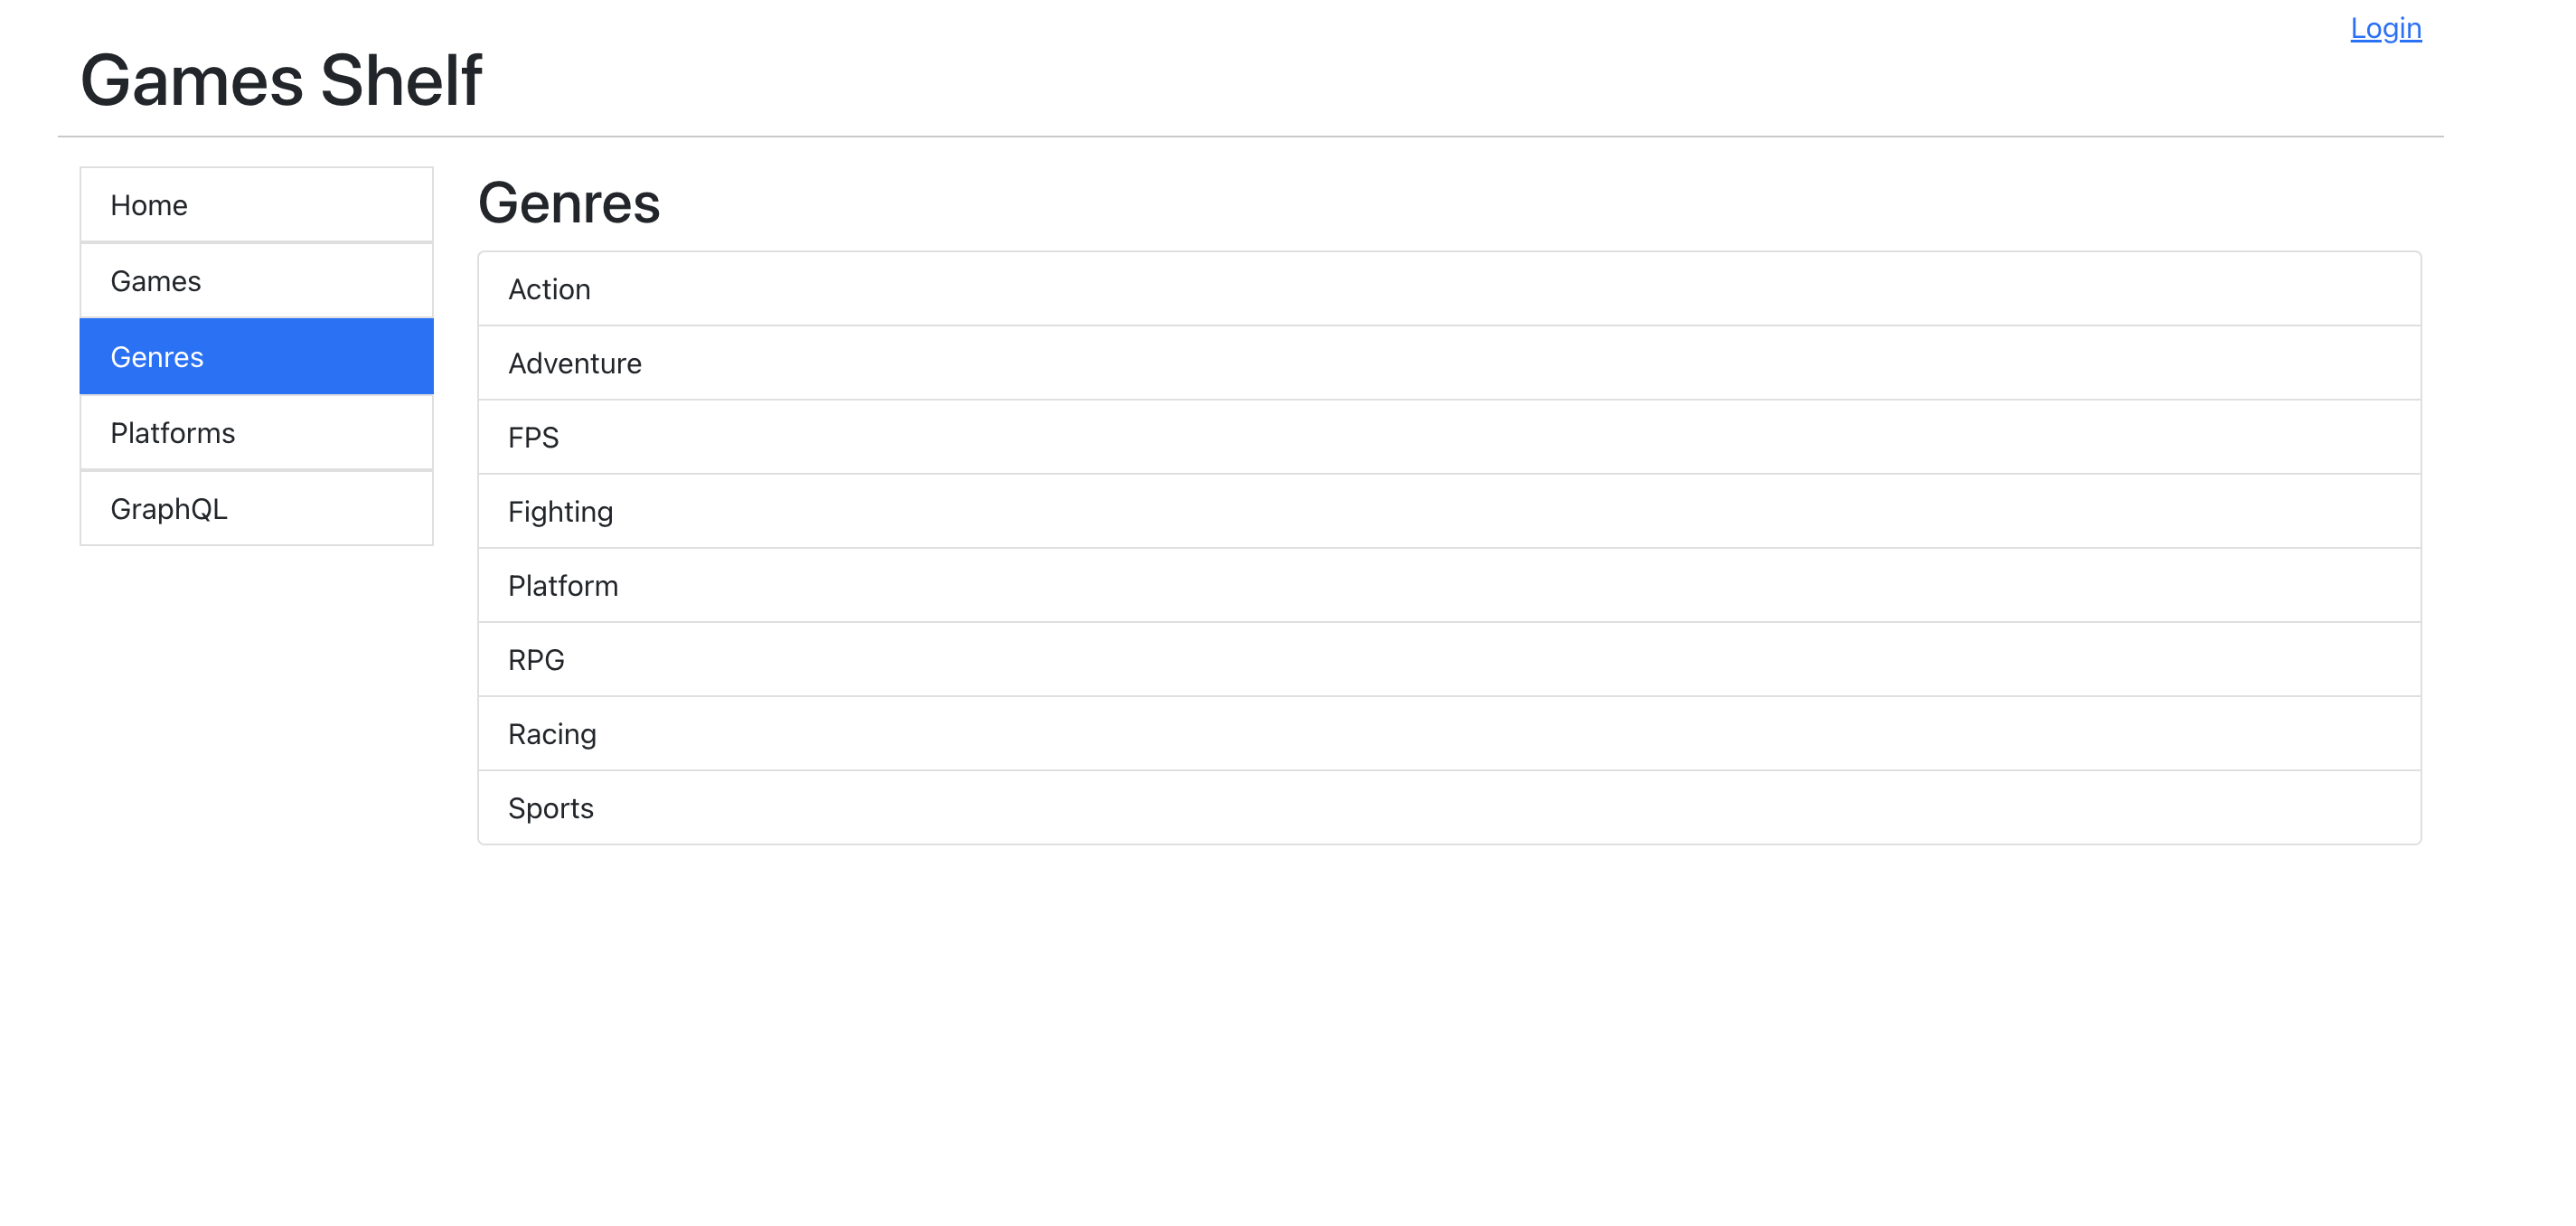 Login
Games Shelf
Home
Games
Genres
Platforms
GraphQL
Genres
Action
Adventure
FPS
Fighting
Platform
RPG
Racing
Sports